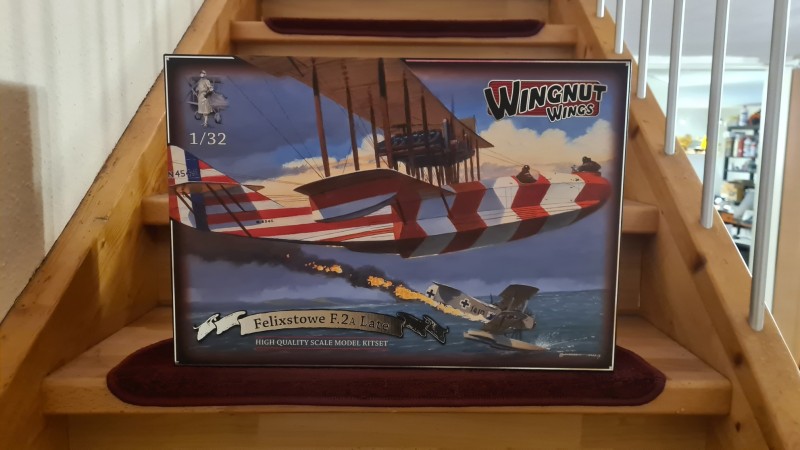 1/32
WINGNUT
WINGS
Felixstowe F.2A Late
HIGH QUALITY SCALE MODEL KITSET